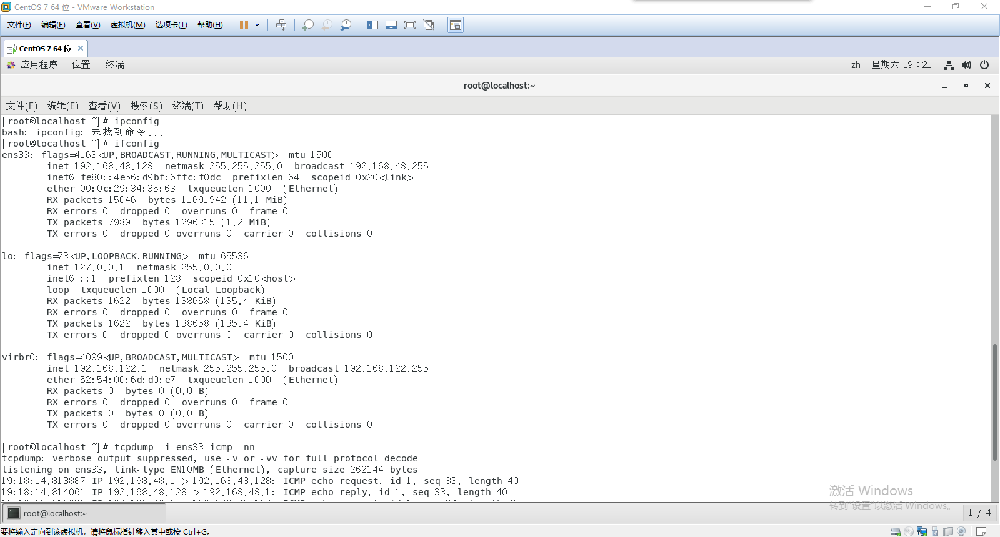 CentOS 7 64 位 - VMware Workstation
文件(F) 编辑(E) 查看(V) 虚拟机(M) 选项卡(T) 帮助(H)
CentOS 7 64 位
应用程序 位置 终端 zh 星期六 19：21
root@localhost:~
文件(F) 编辑(E) 查看(V) 搜索(S) 终端(T) 帮助(H)
[root@localhost ~]# ipconfig
bash: ipconfig: 未找到命令...
[root@localhost ~]# ifconfig
ens33: flags=4163<UP,BROADCAST,RUNNING,MULTICAST>  mtu 1500
        inet 192.168.48.128  netmask 255.255.255.0  broadcast 192.168.48.255
        inet6 fe80::4e56:d9bf:6ffc:f0dc  prefixlen 64  scopeid 0x20<link>
        ether 00:0c:29:34:35:63  txqueuelen 1000  (Ethernet)
        RX packets 15046  bytes 11691942 (11.1 MiB)
        RX errors 0  dropped 0  overruns 0  frame 0
        TX packets 7989  bytes 1296315 (1.2 MiB)
        TX errors 0  dropped 0 overruns 0  carrier 0  collisions 0
lo: flags=73<UP,LOOPBACK,RUNNING>  mtu 65536
        inet 127.0.0.1  netmask 255.0.0.0
        inet6 ::1  prefixlen 128  scopeid 0x10<host>
        loop  txqueuelen 1000  (Local Loopback)
        RX packets 1622  bytes 138658 (135.4 KiB)
        RX errors 0  dropped 0  overruns 0  frame 0
        TX packets 1622  bytes 138658 (135.4 KiB)
        TX errors 0  dropped 0 overruns 0  carrier 0  collisions 0
virbr0: flags=4099<UP,BROADCAST,MULTICAST>  mtu 1500
        inet 192.168.122.1  netmask 255.255.255.0  broadcast 192.168.122.255
        ether 52:54:00:6d:d0:e7  txqueuelen 1000  (Ethernet)
        RX packets 0  bytes 0 (0.0 B)
        RX errors 0  dropped 0  overruns 0  frame 0
        TX packets 0  bytes 0 (0.0 B)
        TX errors 0  dropped 0 overruns 0  carrier 0  collisions 0
[root@localhost ~]# tcpdump -i ens33 icmp -nn
tcpdump: verbose output suppressed, use -v or -vv for full protocol decode
listening on ens33, link-type EN10MB (Ethernet), capture size 262144 bytes
19:18:14.813887 IP 192.168.48.1 > 192.168.48.128: ICMP echo request, id 1, seq 33, length 40
19:18:14.814061 IP 192.168.48.128 > 192.168.48.1: ICMP echo reply, id 1, seq 33, length 40
激活 Windows
转到"设置"以激活 Windows。
root@localhost:~ 1 / 4
要将输入定向到该虚拟机，请将鼠标指针移入其中或按 Ctrl+G。